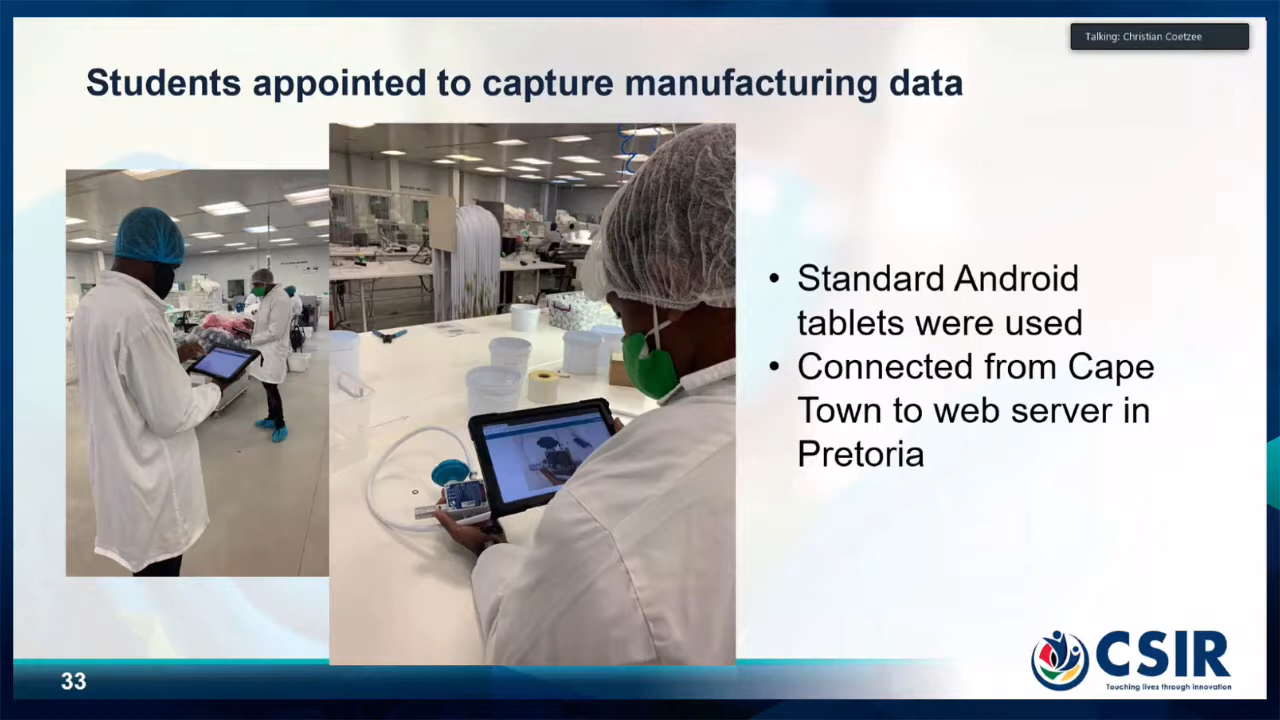 Talking: Christian Coetzee
Students appointed to capture manufacturing data
• Standard Android
tablets were used
• Connected from Cape
Town to web server in
Pretoria
33
CSIR
Touching lives through innovation